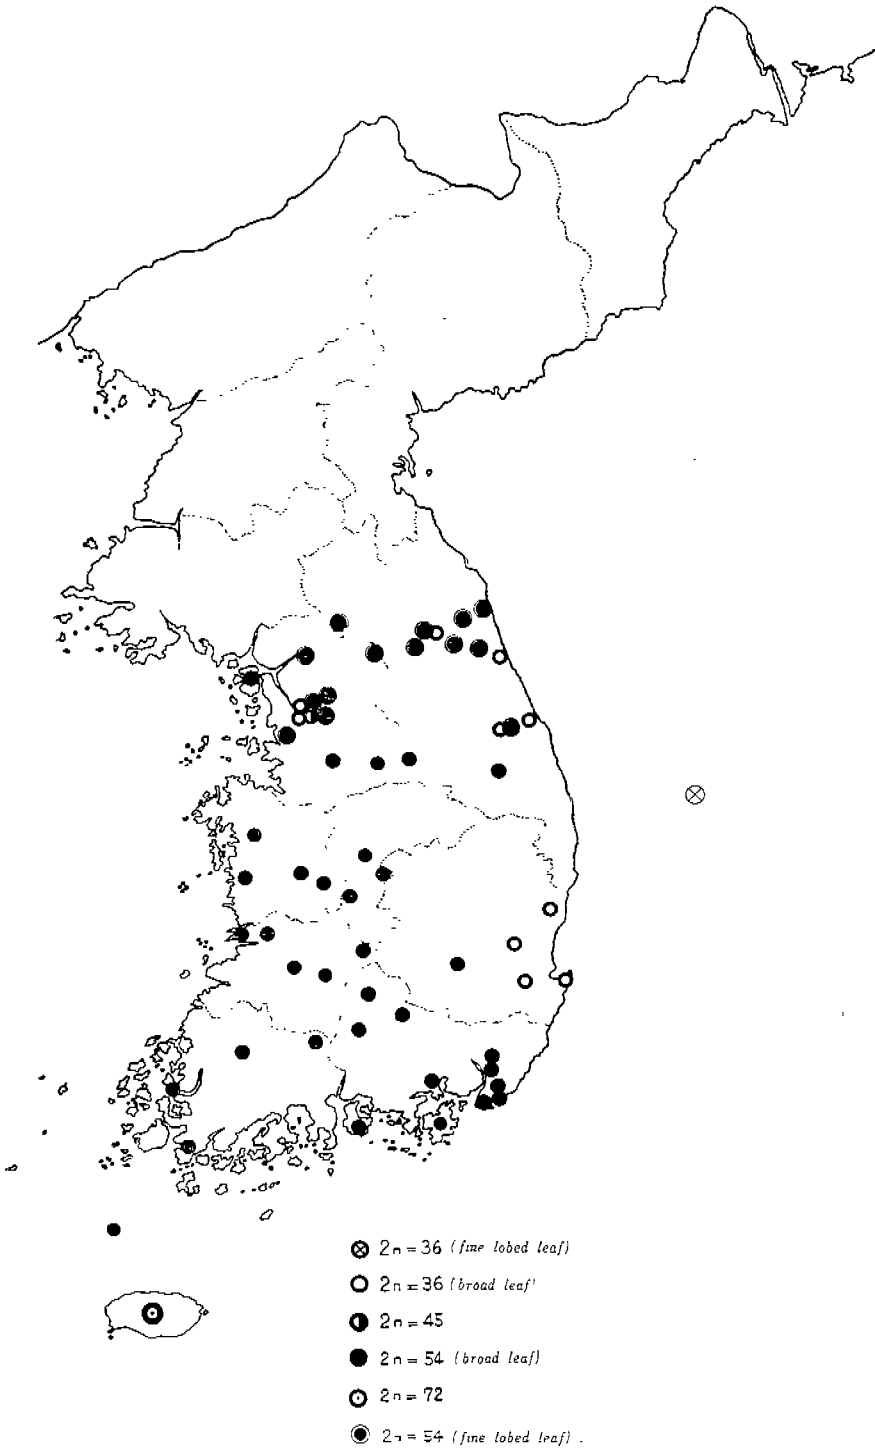 2n = 36 (fine lobed leaf)
2n = 36 (broad leaf)
2n = 45
2n = 54 (broad leaf)
2n = 72
2n = 54 (fine lobed leaf) .